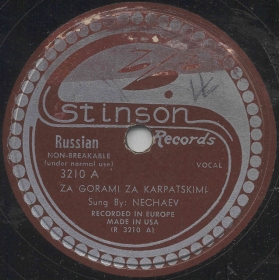 stinson
Records
Russian
NON-BREAKABLE
(under normal use)
3210 A
VOCAL
ZA GORAMI ZA KARPATSKIMI
Sung By: NECHAEV
RECORDED IN EUROPE
MADE IN USA
(R 3210 A)